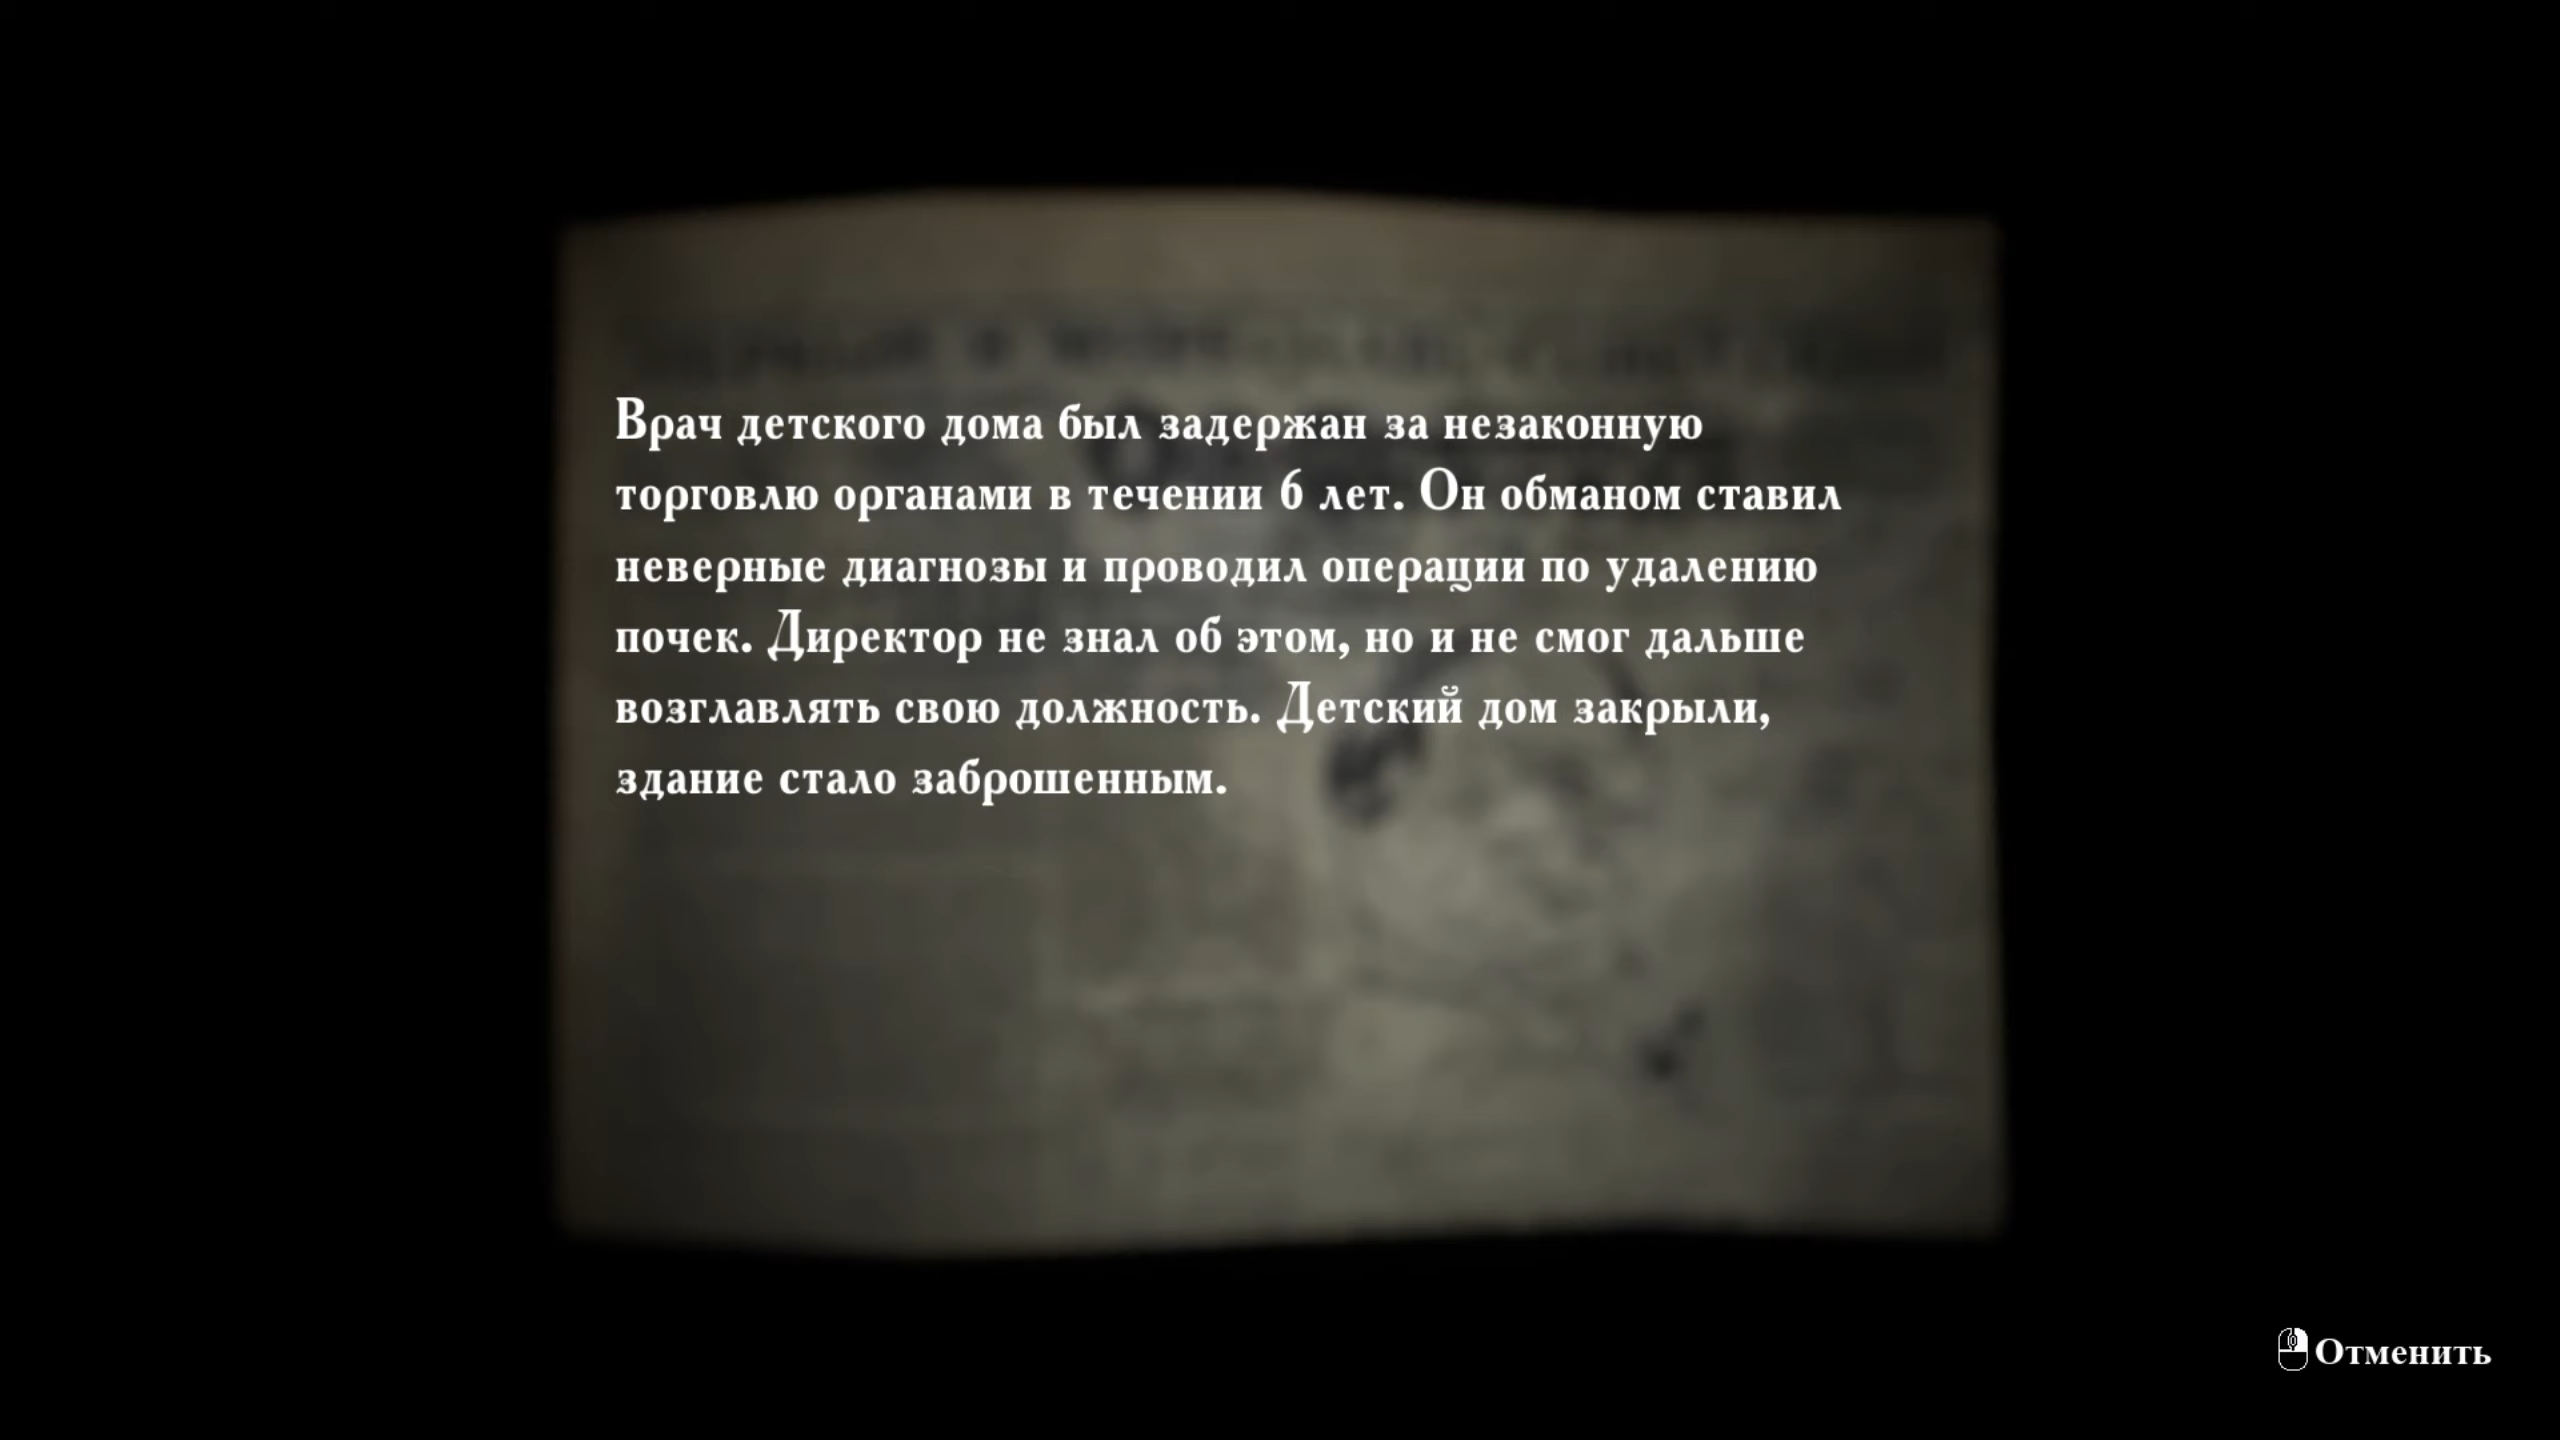 Врач детского дома был задержан за незаконную
торговлю органами в течении 6 лет. Он обманом ставил
неверные диагнозы и проводил операции по удалению
почек. Директор не знал об этом, но и не смог дальше
возглавлять свою должность. Детский дом закрыли,
здание стало заброшенным.
Отменить